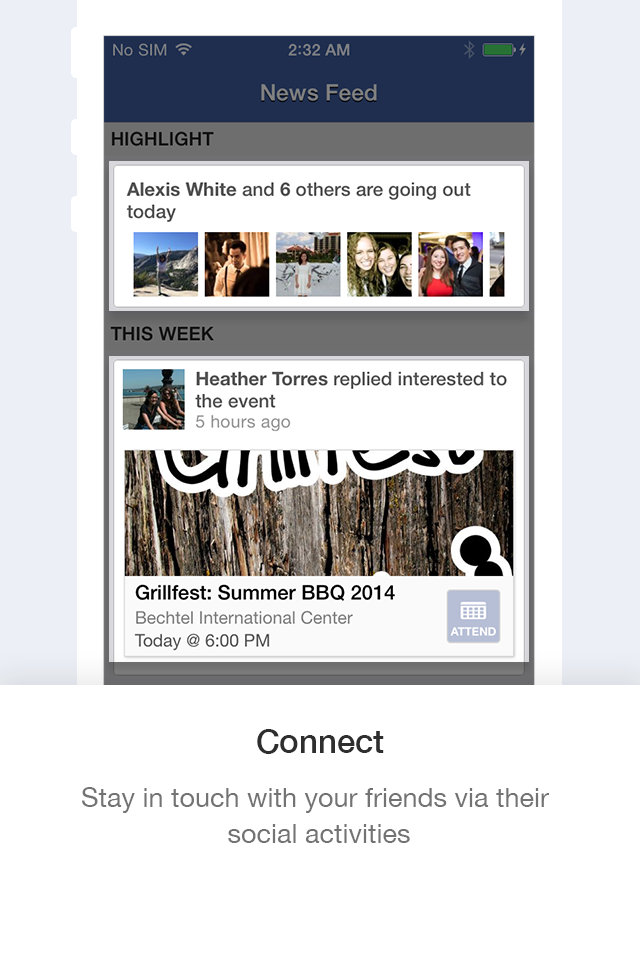 No SIM 2:32 AM
News Feed
HIGHLIGHT
Alexis White and 6 others are going out
today
THIS WEEK
Heather Torres replied interested to
the event
5 hours ago
Grillfest
Grillfest: Summer BBQ 2014
Bechtel International Center
Today @ 6:00 PM
ATTEND
Connect
Stay in touch with your friends via their
social activities